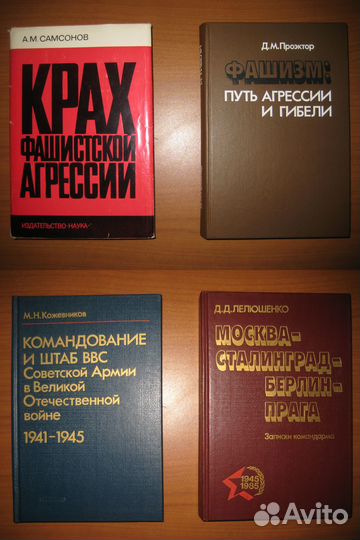 А.М. САМСОНОВ
КРАХ
ФАШИСТСКОЙ
АГРЕССИИ
ИЗДАТЕЛЬСТВО · НАУКА ·
Д.М. Проэктор
ФАШИЗМ:
ПУТЬ АГРЕССИИ
И ГИБЕЛИ
М.Н. Кожевников
КОМАНДОВАНИЕ
И ШТАБ ВВС
Советской Армии
в Великой
Отечественной
войне
1941-1945
Д.Д. ЛЕЛЮШЕНКО
МОСКВА-
СТАЛИНГРАД-
БЕРЛИН-
ПРАГА
Записки командарма
1945
1985
Avito